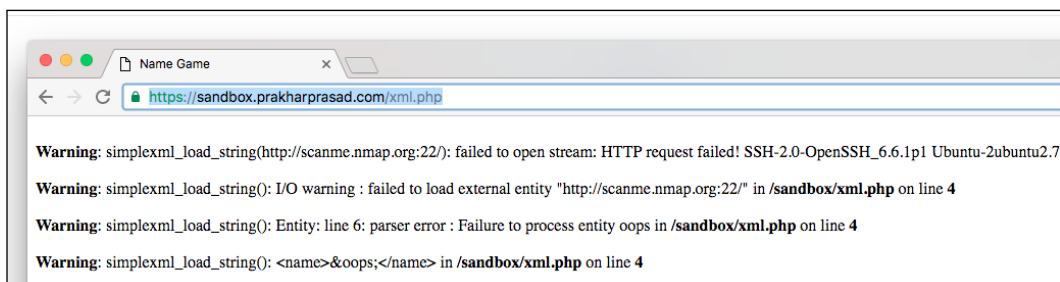 Name Game
https://sandbox.prakharprasad.com/xml.php
Warning: simplexml_load_string(http://scanme.nmap.org:22/): failed to open stream: HTTP request failed! SSH-2.0-OpenSSH_6.6.1p1 Ubuntu-2ubuntu2.7
Warning: simplexml_load_string(): I/O warning : failed to load external entity "http://scanme.nmap.org:22/" in /sandbox/xml.php on line 4
Warning: simplexml_load_string(): Entity: line 6: parser error : Failure to process entity oops in /sandbox/xml.php on line 4
Warning: simplexml_load_string(): <name>&oops;</name> in /sandbox/xml.php on line 4